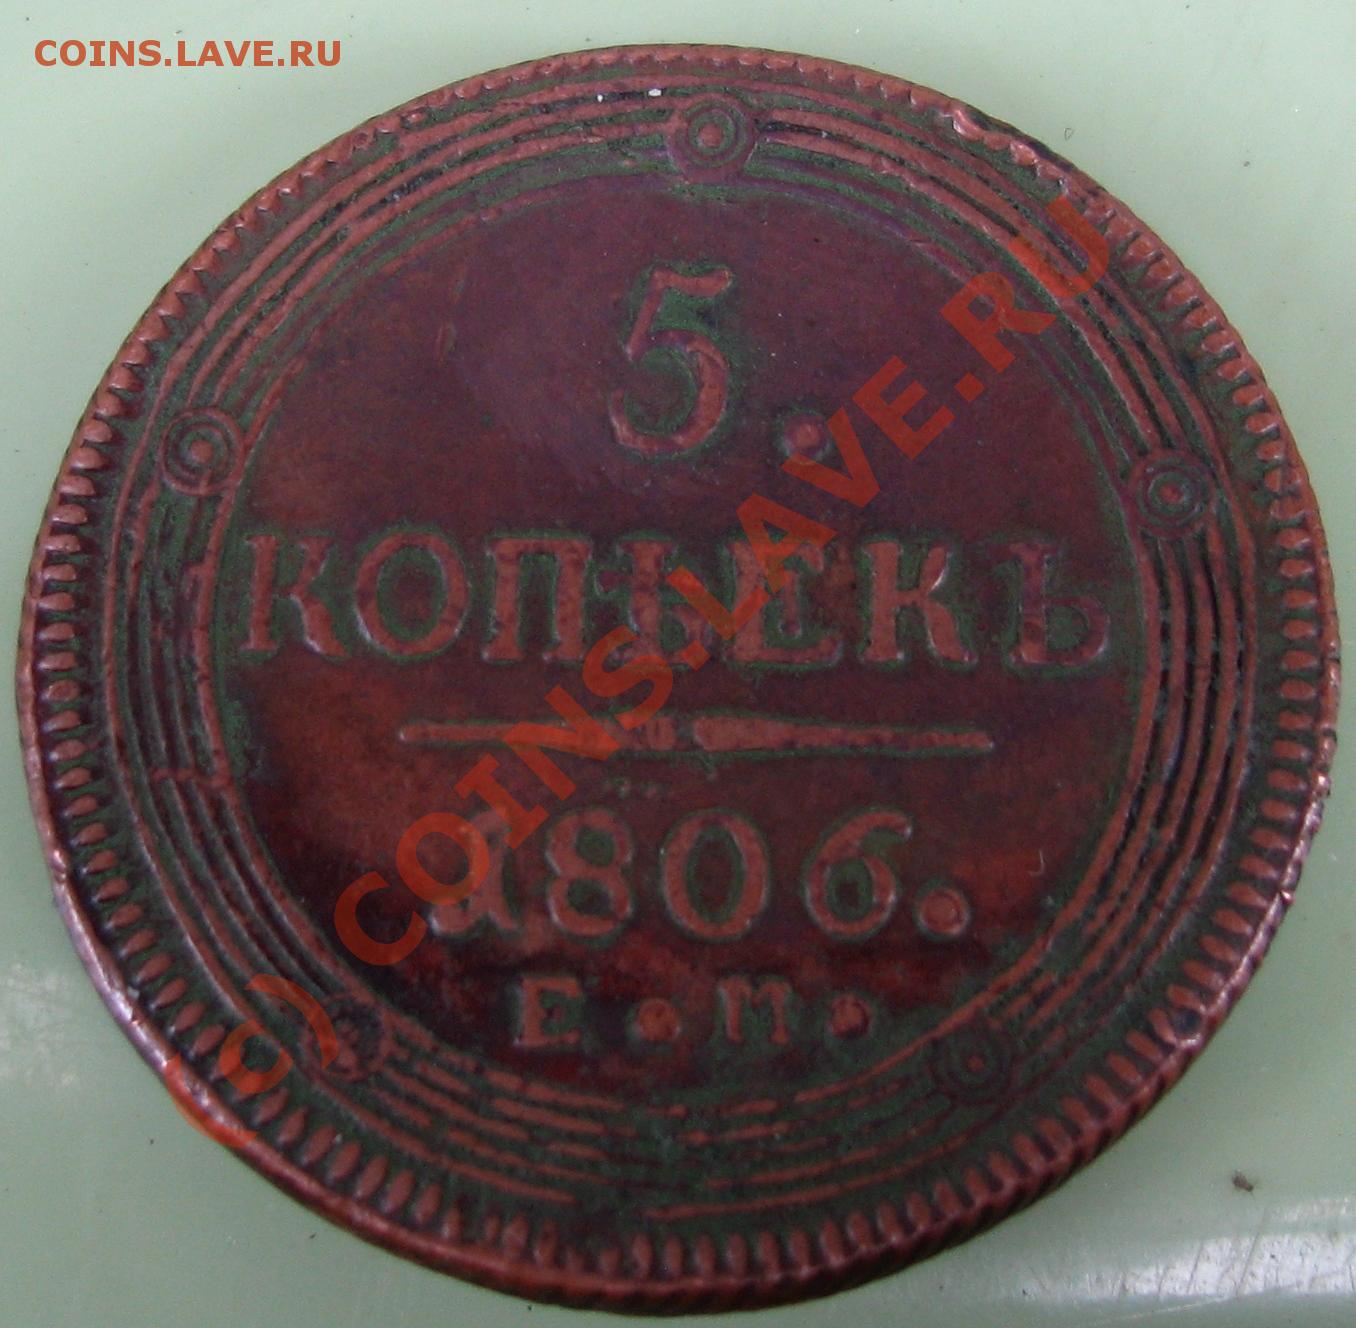 COINS.LAVE.RU
5.
КОПѢЕКЪ
1806.
Е•М•
(c) COINS.LAVE.RU